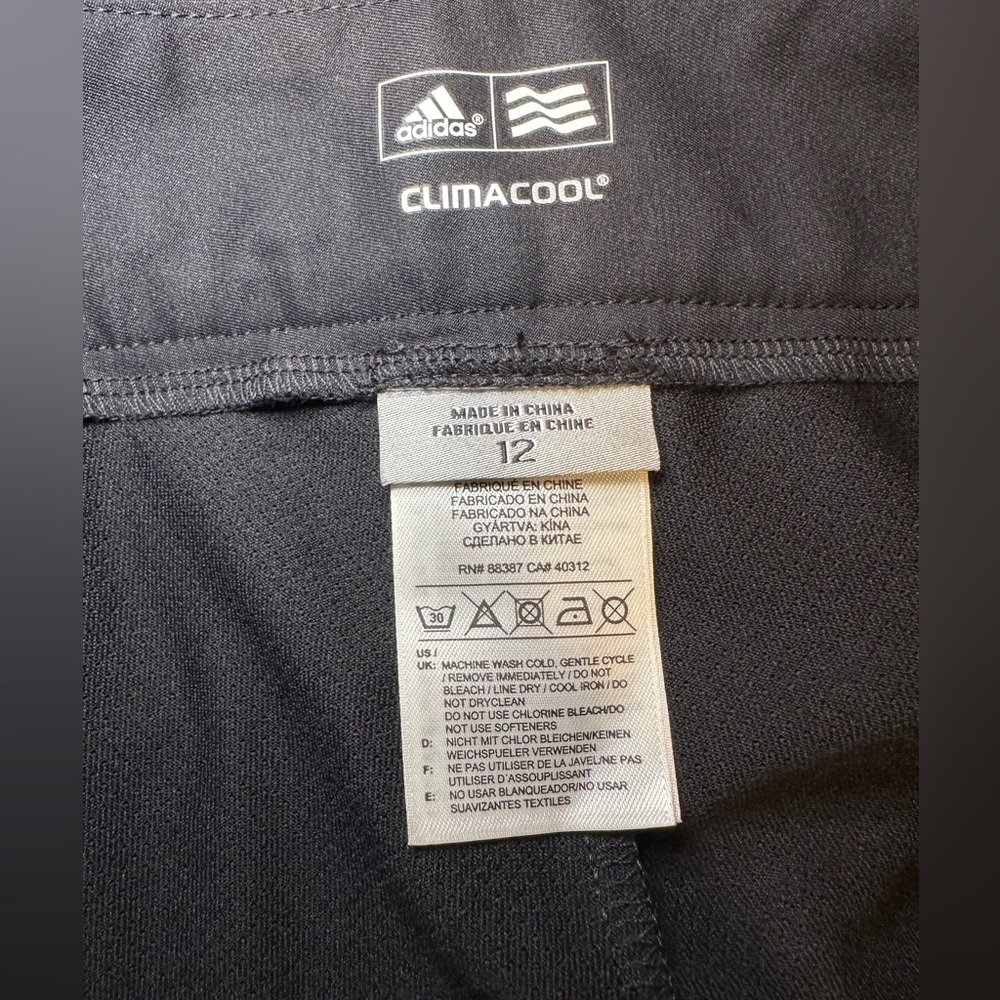 adidas®
CLIMACOOL®
MADE IN CHINA
FABRIQUE EN CHINE
12
FABRIQUÉ EN CHINE
FABRICADO EN CHINA
FABRICADO NA CHINA
GYÁRTVA: KÍNA
СДЕЛАНО В КИТАЕ
RN# 88387 CA# 40312
30
US /
UK: MACHINE WASH COLD, GENTLE CYCLE
/ REMOVE IMMEDIATELY / DO NOT
BLEACH / LINE DRY / COOL IRON / DO
NOT DRYCLEAN
DO NOT USE CHLORINE BLEACH/DO
NOT USE SOFTENERS
D: NICHT MIT CHLOR BLEICHEN/KEINEN
WEICHSPUELER VERWENDEN
F: NE PAS UTILISER DE LA JAVEL/NE PAS
UTILISER D'ASSOUPLISSANT
E: NO USAR BLANQUEADOR/NO USAR
SUAVIZANTES TEXTILES